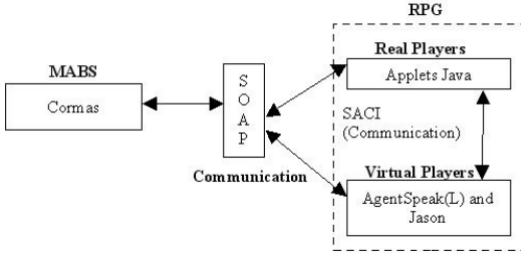 RPG
Real Players
Applets Java
MABS
Cormas
S
O
A
P
Communication
SACI
(Communication)
Virtual Players
AgentSpeak(L) and
Jason